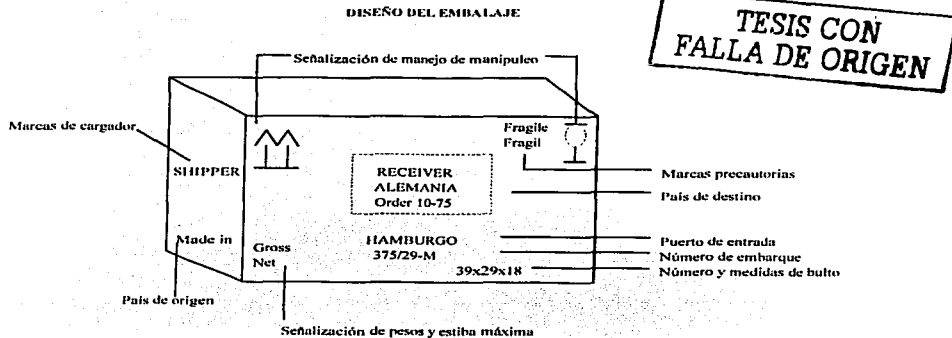 DISEÑO DEL EMBALAJE
TESIS CON
FALLA DE ORIGEN
Señalización de manejo de manipuleo
Marcas de cargador
SHIPPER
Fragile
Fragil
Marcas precautorias
RECEIVER
ALEMANIA
Order 10-75
País de destino
Made in
Gross
Net
HAMBURGO
375/29-M
39x29x18
Puerto de entrada
Número de embarque
Número y medidas de bulto
País de origen
Señalización de pesos y estiba máxima